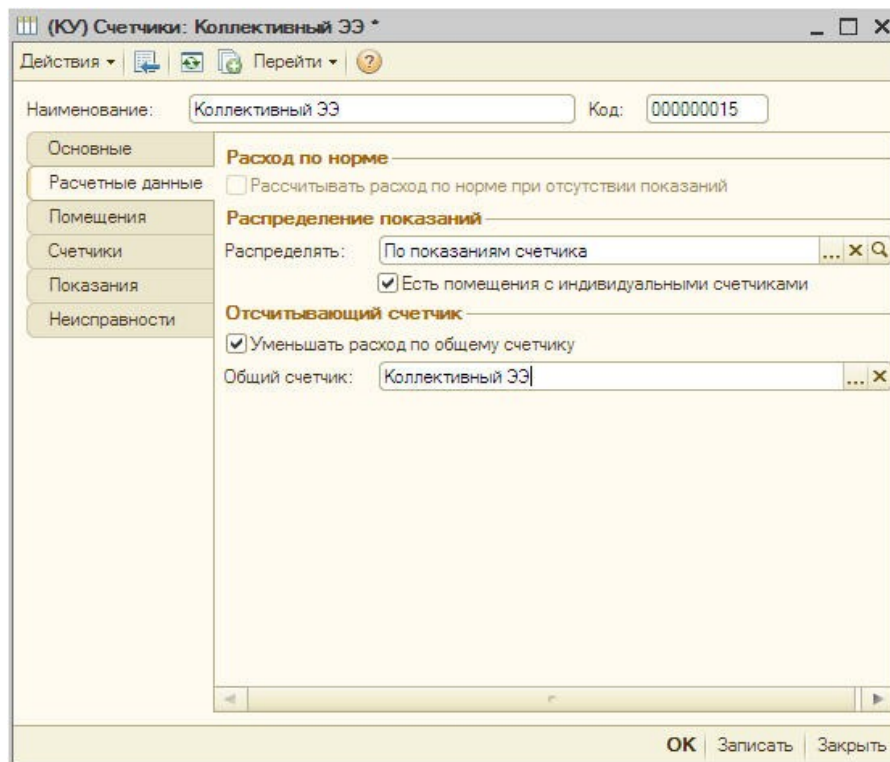 (КУ) Счетчики: Коллективный ЭЭ *
Действия Перейти ?
Наименование: Коллективный ЭЭ Код: 000000015
Основные
Расчетные данные
Помещения
Счетчики
Показания
Неисправности
Расход по норме
Рассчитывать расход по норме при отсутствии показаний
Распределение показаний
Распределять: По показаниям счетчика ...
Есть помещения с индивидуальными счетчиками
Отсчитывающий счетчик
Уменьшать расход по общему счетчику
Общий счетчик: Коллективный ЭЭ ...
OK Записать Закрыть